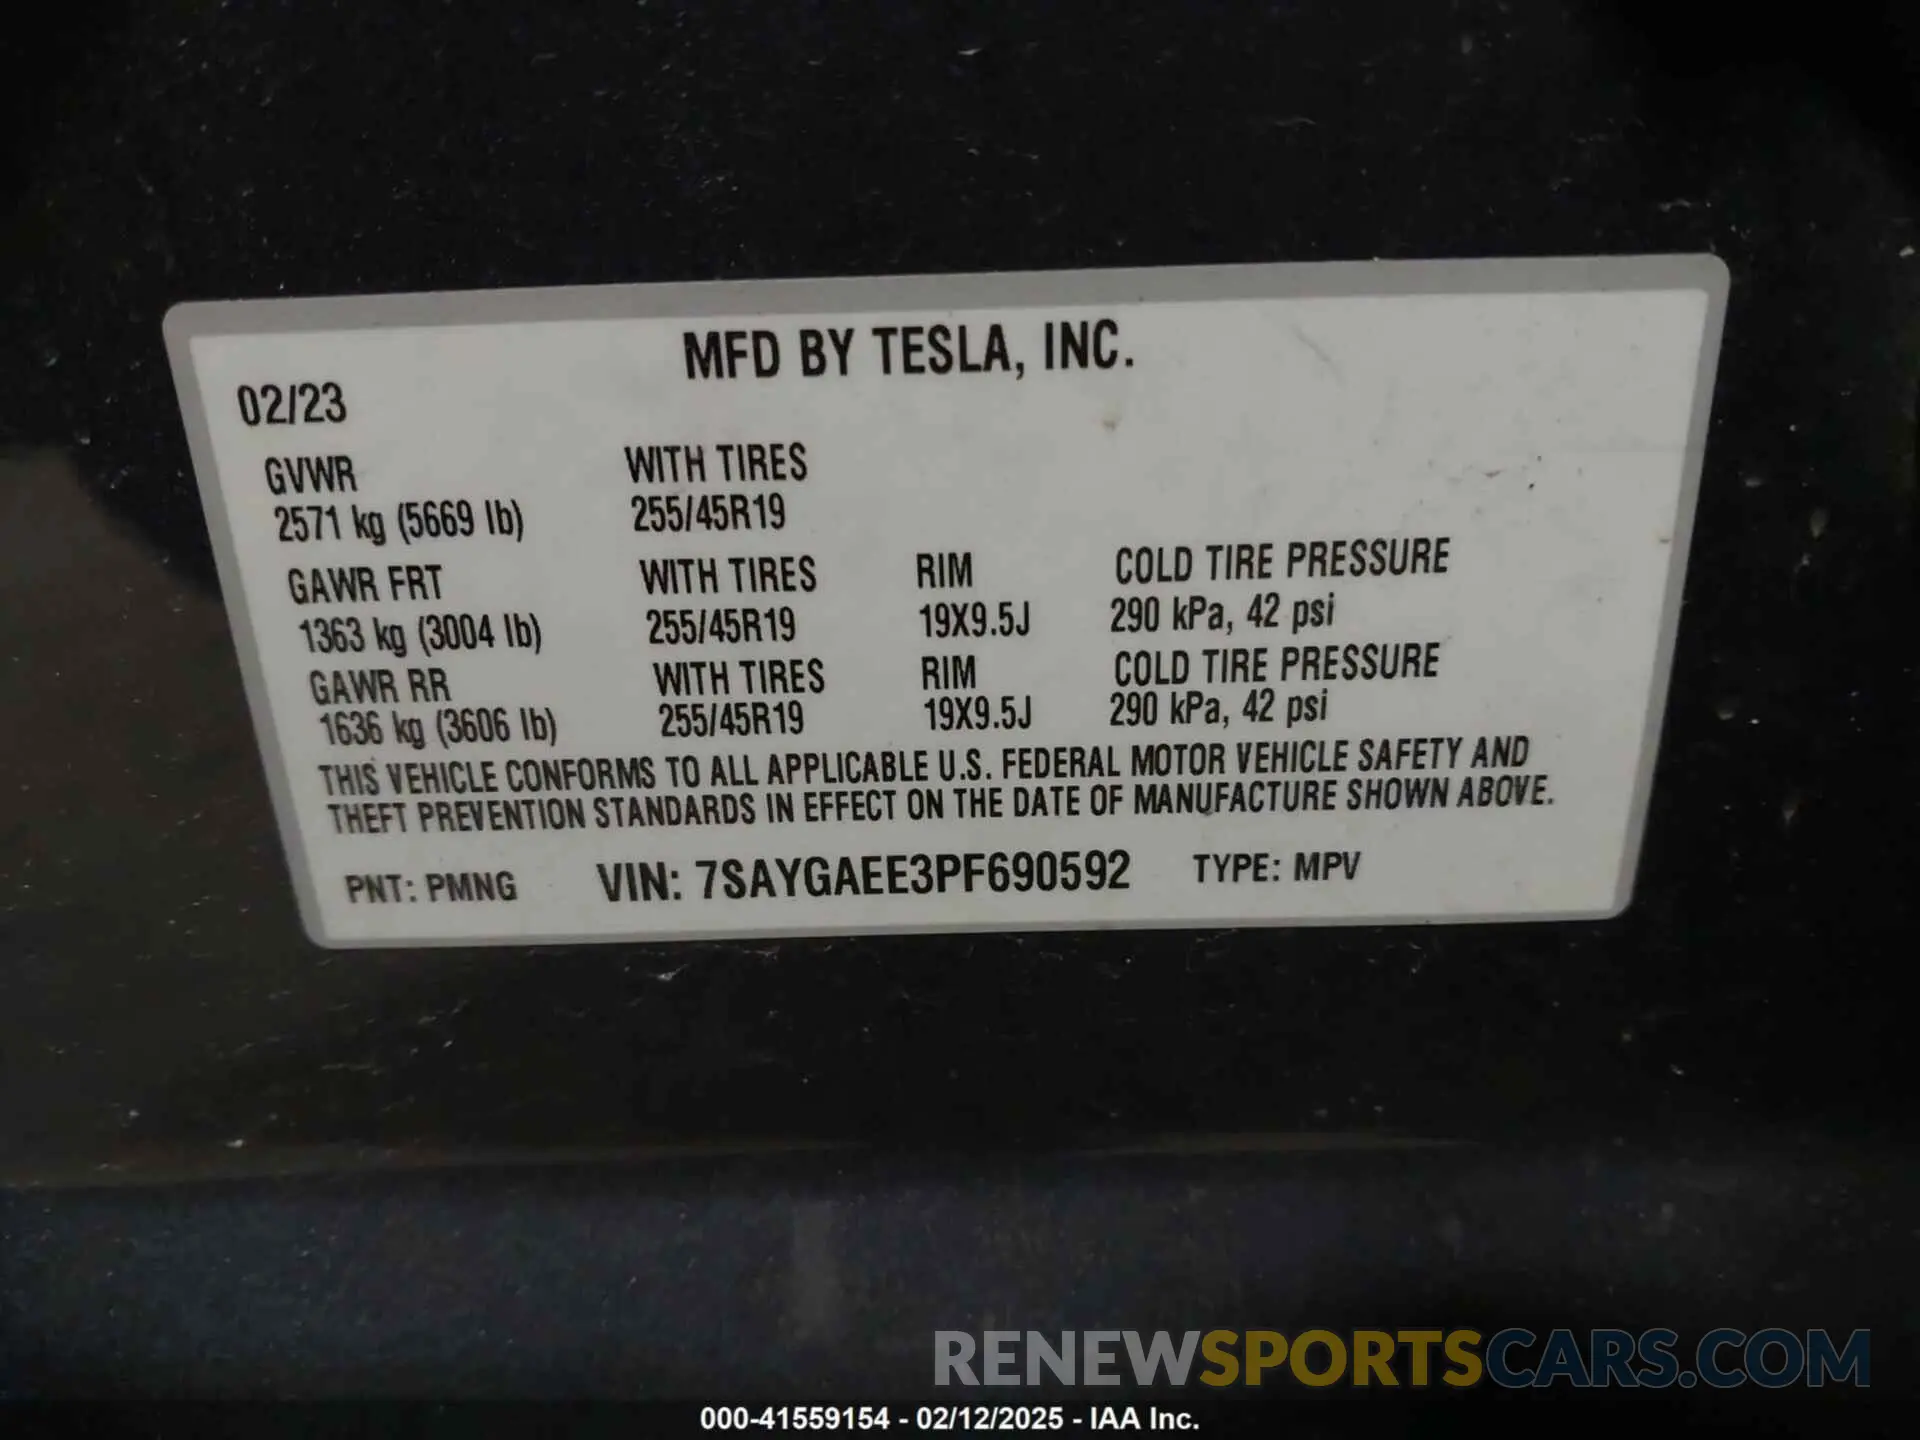 MFD BY TESLA, INC.
02/23
GVWR WITH TIRES
2571 kg (5669 lb) 255/45R19
GAWR FRT WITH TIRES RIM COLD TIRE PRESSURE
1363 kg (3004 lb) 255/45R19 19X9.5J 290 kPa, 42 psi
GAWR RR WITH TIRES RIM COLD TIRE PRESSURE
1636 kg (3606 lb) 255/45R19 19X9.5J 290 kPa, 42 psi
THIS VEHICLE CONFORMS TO ALL APPLICABLE U.S. FEDERAL MOTOR VEHICLE SAFETY AND
THEFT PREVENTION STANDARDS IN EFFECT ON THE DATE OF MANUFACTURE SHOWN ABOVE.
PNT: PMNG VIN: 7SAYGAEE3PF690592 TYPE: MPV
RENEWSPORTSCARS.COM
000-41559154 - 02/12/2025 - IAA Inc.